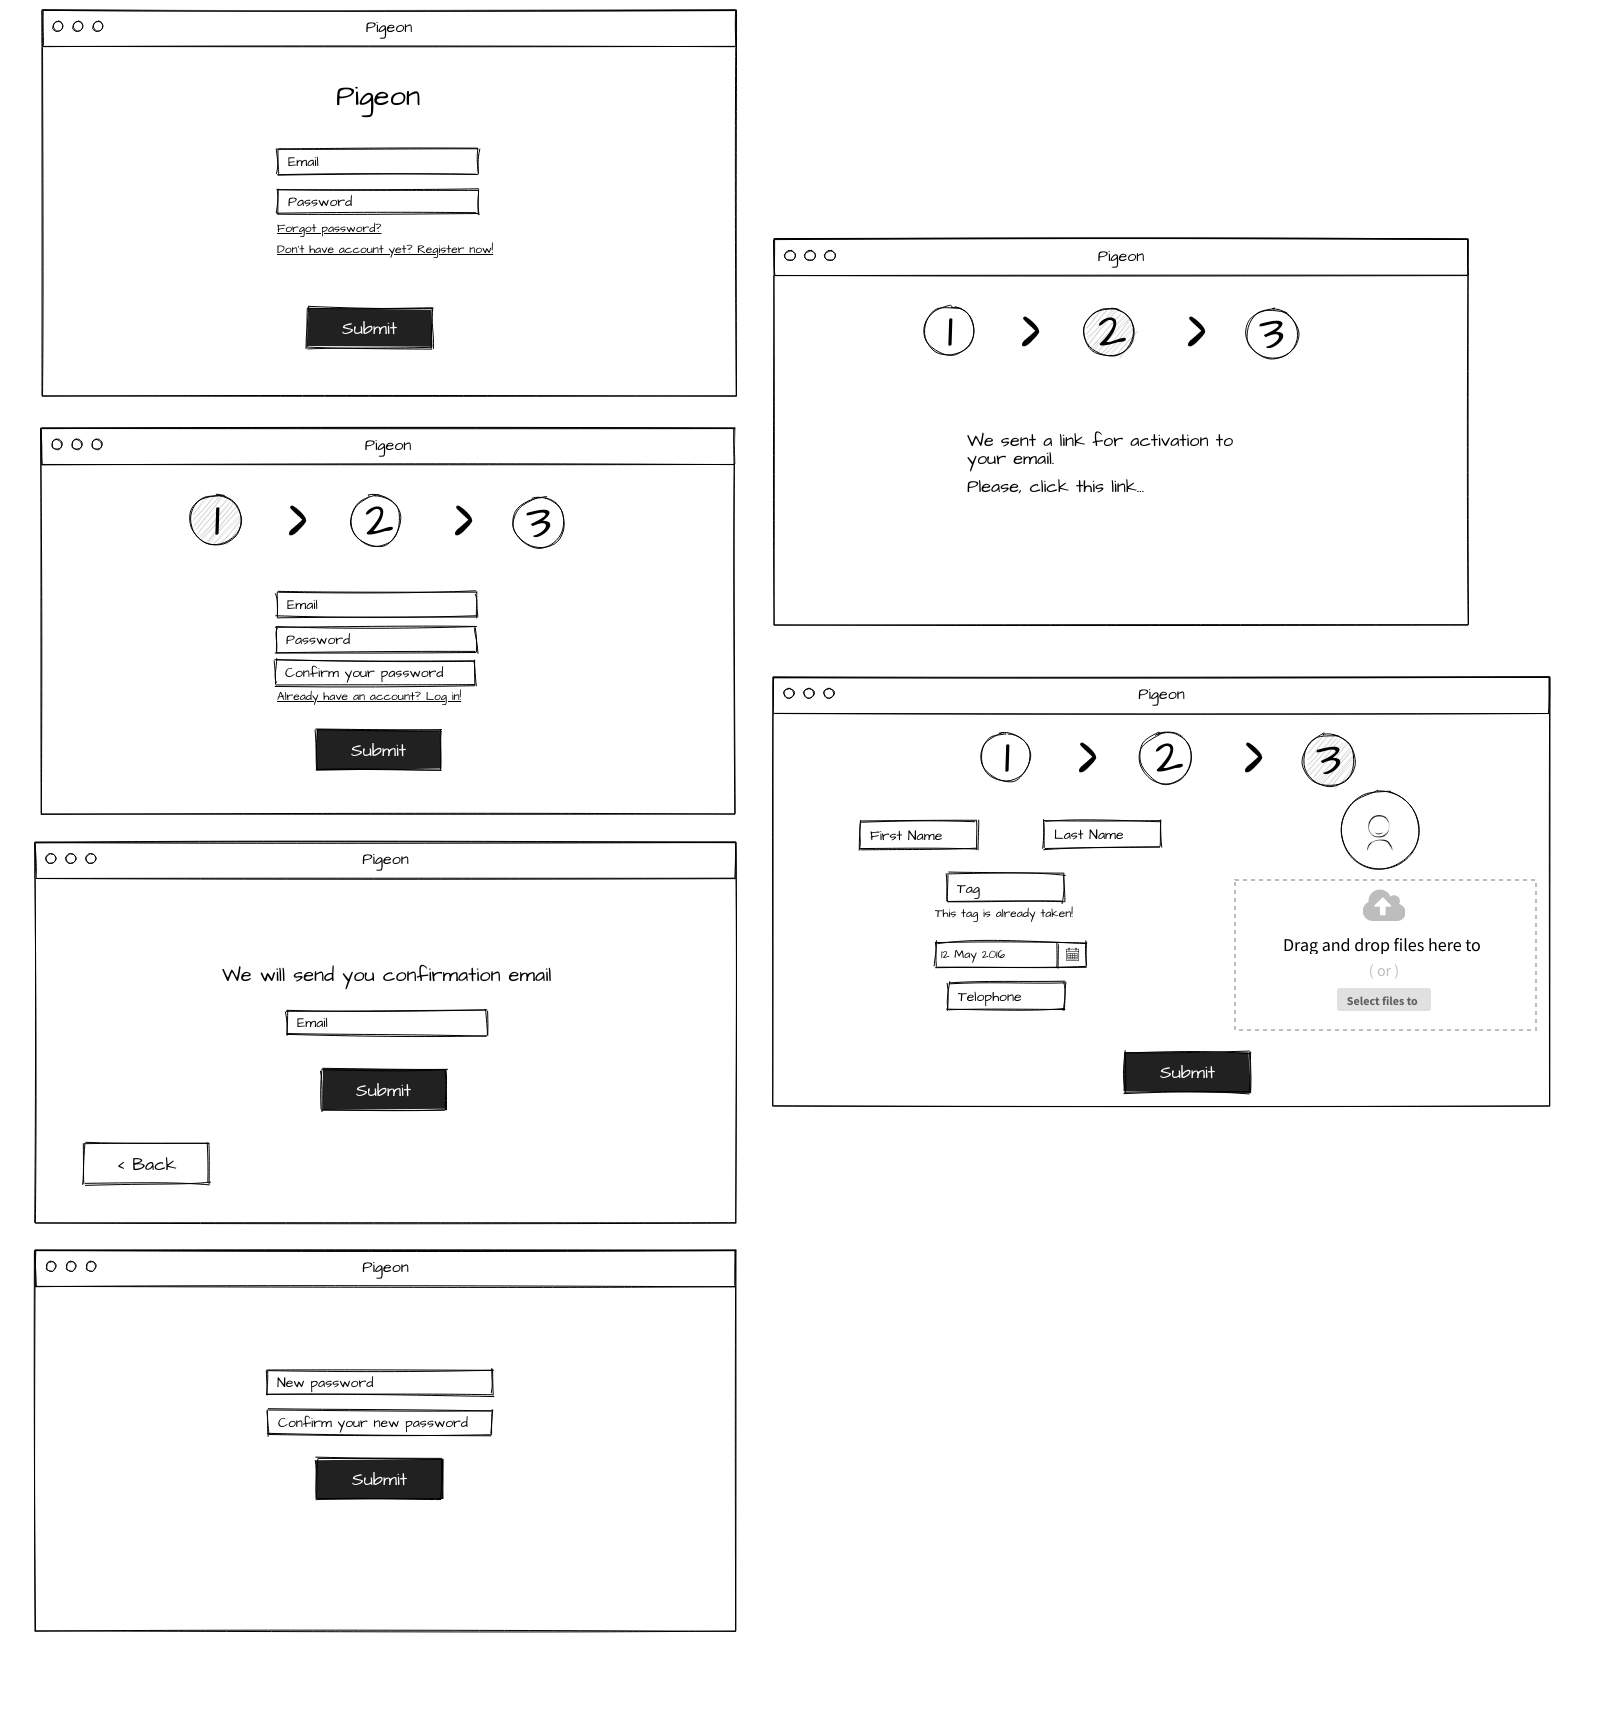 Pigeon
Pigeon
Email
Password
Forgot password?
Don't have account yet? Register now!
Submit
Pigeon
1 > 2 > 3
Email
Password
Confirm your password
Already have an account? Log in!
Submit
Pigeon
We will send you confirmation email
Email
Submit
< Back
Pigeon
New password
Confirm your new password
Submit
Pigeon
1 > 2 > 3
We sent a link for activation to
your email.
Please, click this link...
Pigeon
1 > 2 > 3
First Name
Last Name
Tag
This tag is already taken!
12 May 2016
Telophone
Drag and drop files here to
( or )
Select files to
Submit